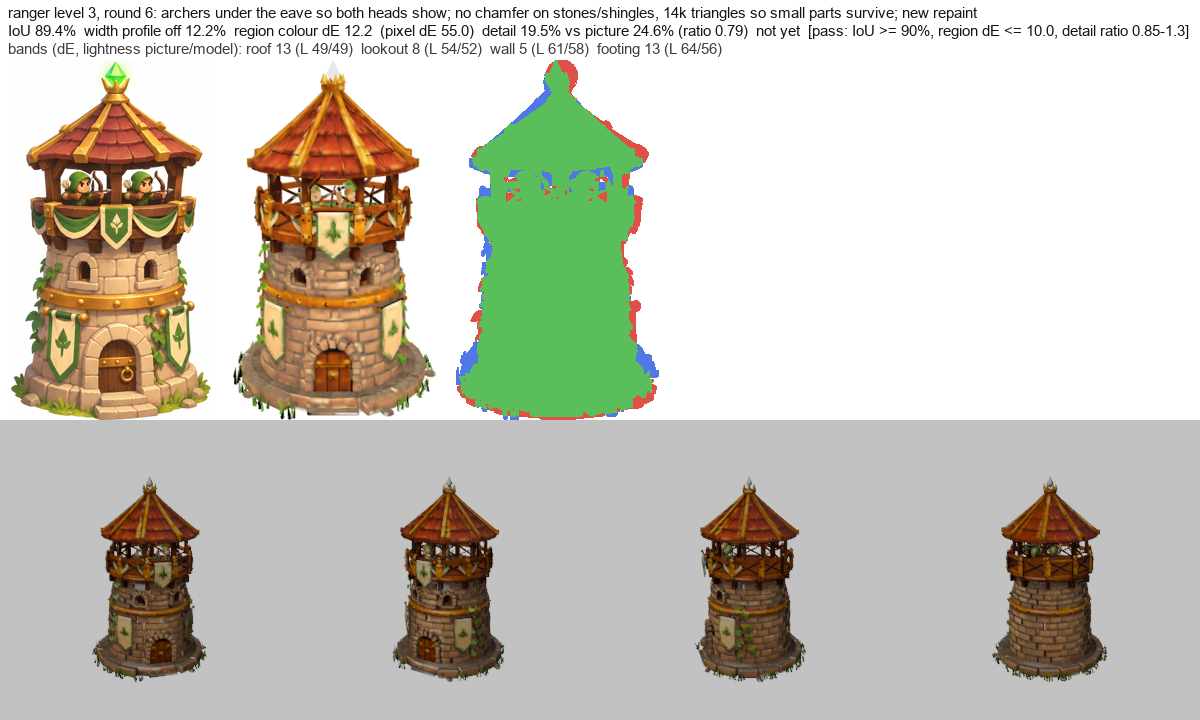 ranger level 3, round 6: archers under the eave so both heads show; no chamfer on stones/shingles, 14k triangles so small parts survive; new repaint
IoU 89.4%  width profile off 12.2%  region colour dE 12.2  (pixel dE 55.0)  detail 19.5% vs picture 24.6% (ratio 0.79)  not yet  [pass: IoU >= 90%, region dE <= 10.0, detail ratio 0.85-1.3]
bands (dE, lightness picture/model): roof 13 (L 49/49)  lookout 8 (L 54/52)  wall 5 (L 61/58)  footing 13 (L 64/56)